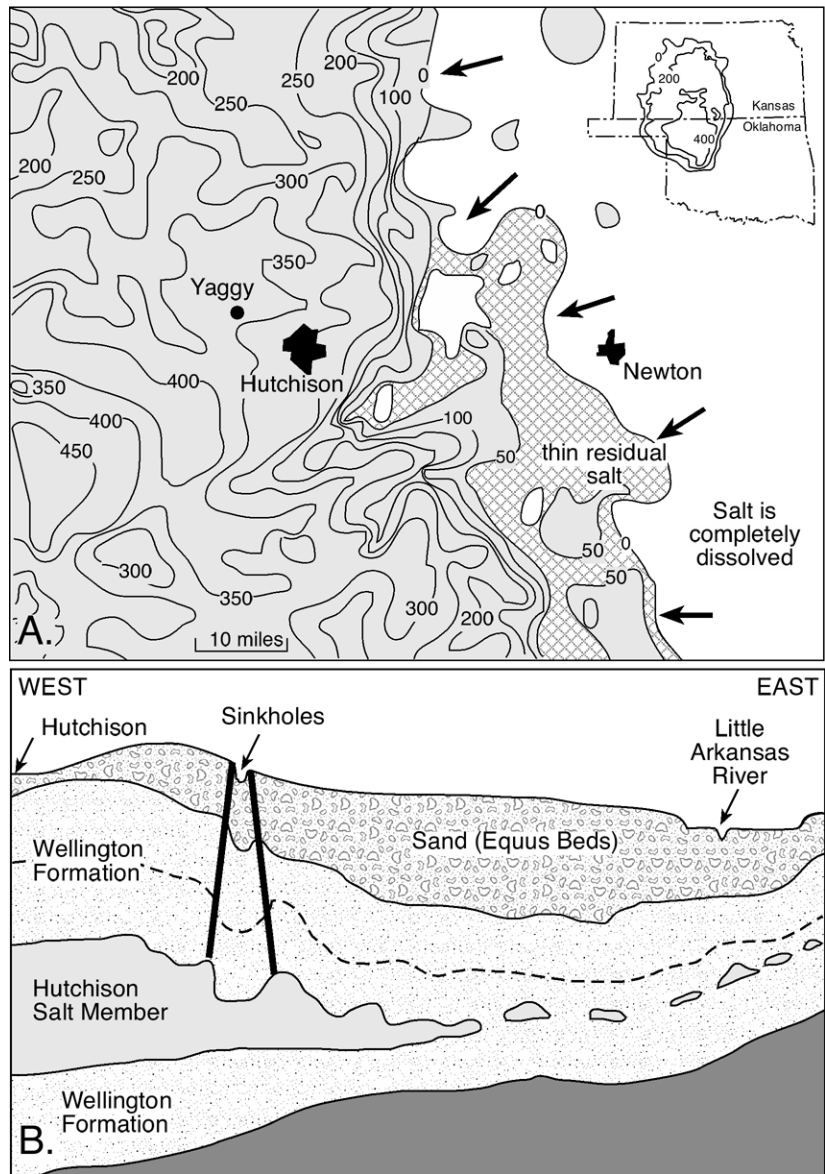 200
250
250
200
0
100
0
200
Kansas
Oklahoma
400
200
250
300
0
350
Yaggy
Hutchison
Newton
350
400
400
450
100
50
thin residual
salt
Salt is
completely
dissolved
0
50
50
300
350
300
200
A.
10 miles
WEST
EAST
Hutchison
Sinkholes
Little
Arkansas
River
Sand (Equus Beds)
Wellington
Formation
Hutchison
Salt Member
Wellington
Formation
B.